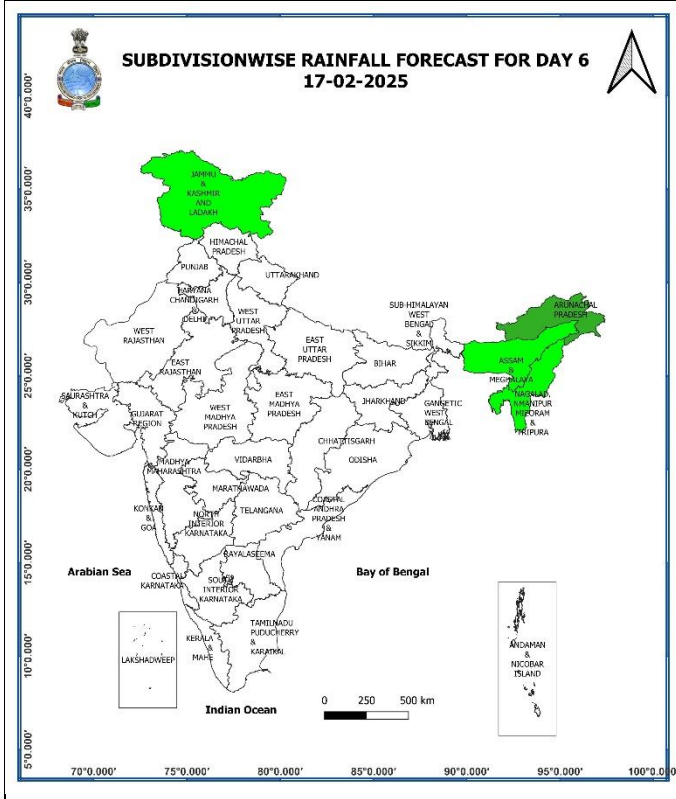 SUBDIVISIONWISE RAINFALL FORECAST FOR DAY 6
17-02-2025
40°0.000'
35°0.000'
30°0.000'
25°0.000'
20°0.000'
15°0.000'
10°0.000'
5°0.000'
JAMMU
&
KASHMIR
AND
LADAKH
HIMACHAL
PRADESH
PUNJAB
UTTARAKHAND
HARYANA
CHANDIGARH
&
DELHI
WEST
UTTAR
PRADESH
WEST
RAJASTHAN
EAST
RAJASTHAN
EAST
UTTAR
PRADESH
SUB-HIMALAYAN
WEST
BENGAL
&
SIKKIM
ARUNACHAL
PRADESH
ASSAM
&
MEGHALAYA
NAGALAD,
NMANIPUR
MIZORAM
&
TRIPURA
BIHAR
JHARKHAND
GANGETIC
WEST
BENGAL
SAURASHTRA
&
KUTCH
GUJARAT
REGION
WEST
MADHYA
PRADESH
EAST
MADHYA
PRADESH
CHHATTISGARH
ODISHA
MADHYA
MAHARASHTRA
VIDARBHA
MARATHAWADA
TELANGANA
KONKAN
&
GOA
NORTH
INTERIOR
KARNATAKA
COASTAL
ANDHRA
PRADESH
&
YANAM
RAYALASEEMA
Arabian Sea
Bay of Bengal
COASTAL
KARNATAKA
SOUTH
INTERIOR
KARNATAKA
TAMILNADU
PUDUCHERRY
&
KARAIKAL
KERALA
&
MAHE
LAKSHADWEEP
ANDAMAN
&
NICOBAR
ISLAND
Indian Ocean
0 250 500 km
70°0.000' 75°0.000' 80°0.000' 85°0.000' 90°0.000' 95°0.000' 100°0.000'